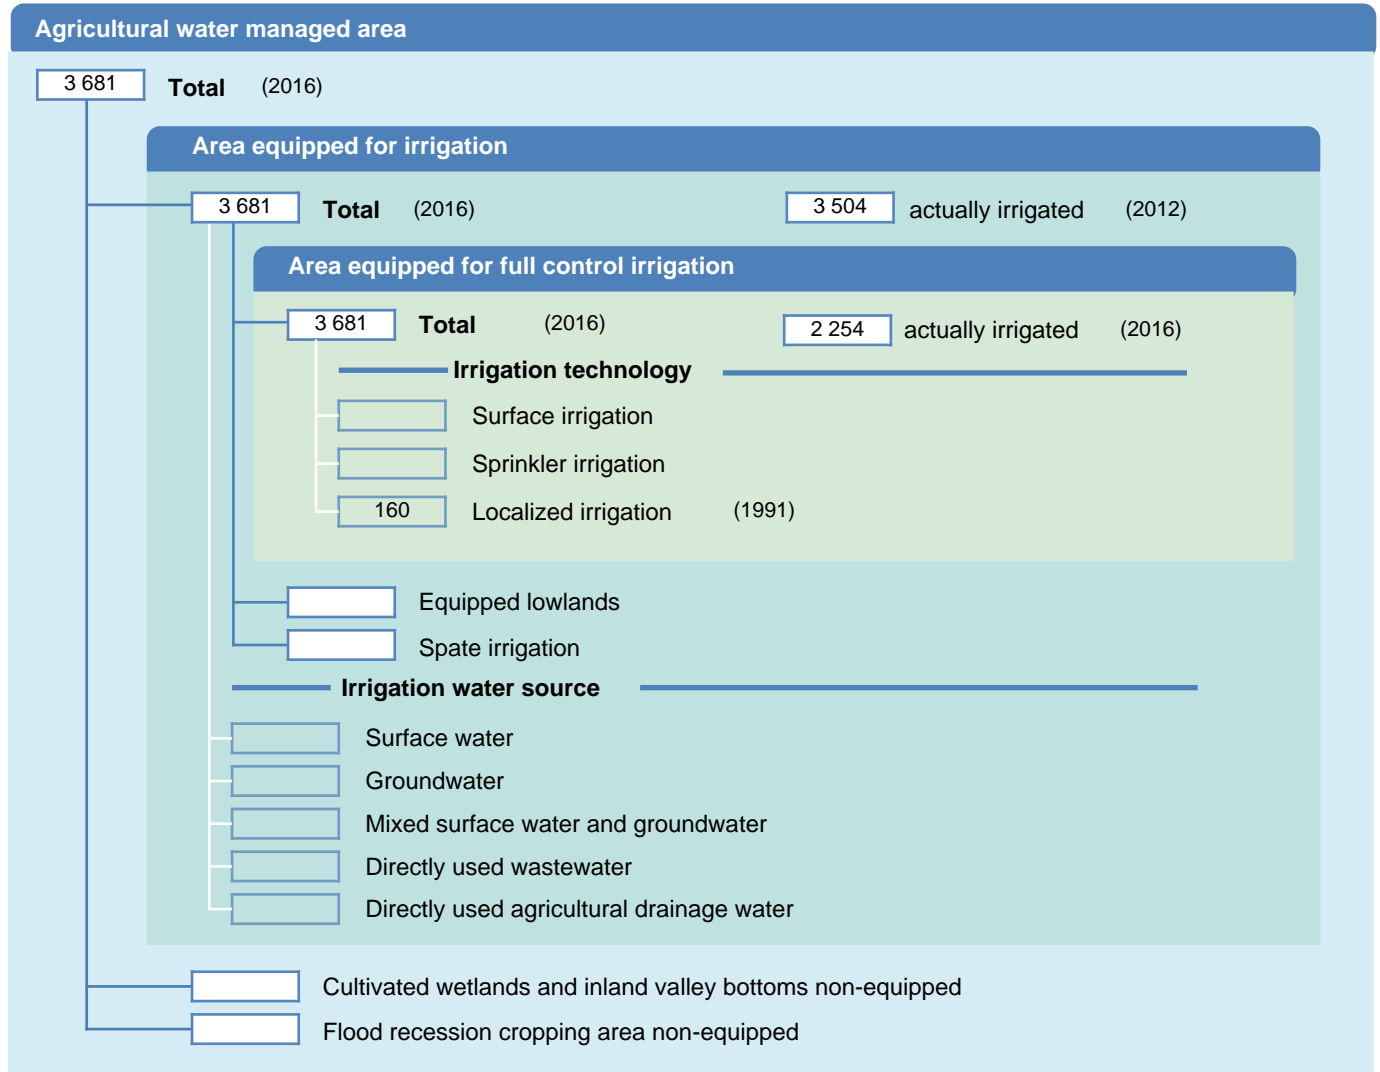 Agricultural water managed area
3 681 Total (2016)
Area equipped for irrigation
3 681 Total (2016) 3 504 actually irrigated (2012)
Area equipped for full control irrigation
3 681 Total (2016) 2 254 actually irrigated (2016)
Irrigation technology
Surface irrigation
Sprinkler irrigation
160 Localized irrigation (1991)
Equipped lowlands
Spate irrigation
Irrigation water source
Surface water
Groundwater
Mixed surface water and groundwater
Directly used wastewater
Directly used agricultural drainage water
Cultivated wetlands and inland valley bottoms non-equipped
Flood recession cropping area non-equipped